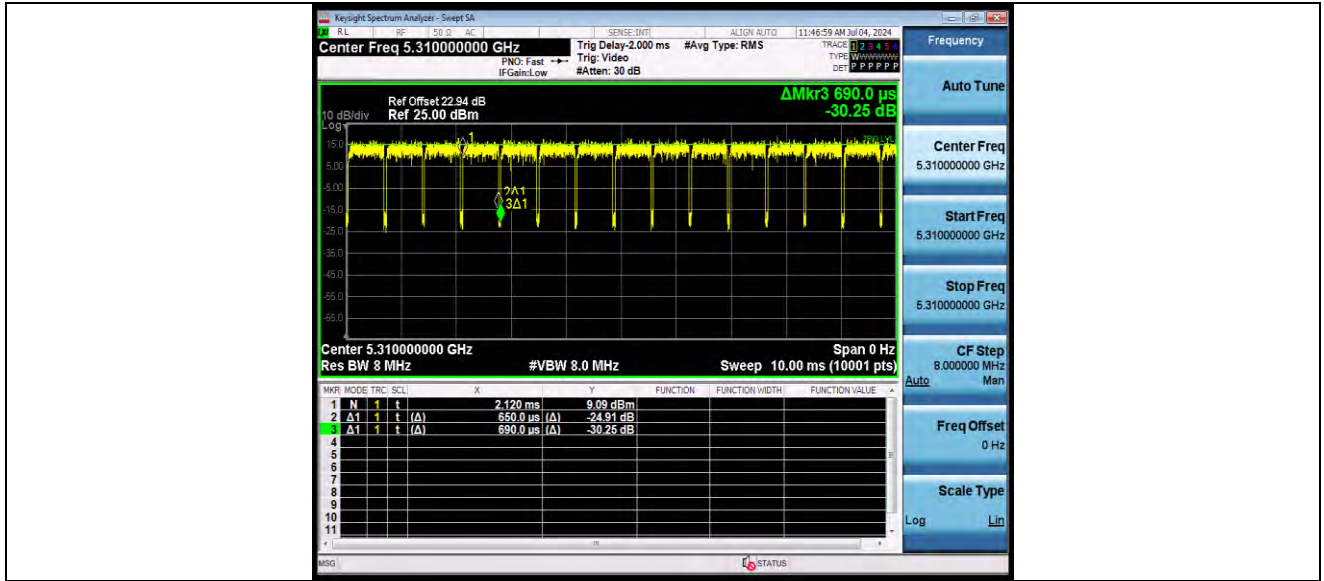 Keysight Spectrum Analyzer - Swept SA
RL RF 50 Ω AC SENSE:INT ALIGN AUTO 11:46:59 AM Jul 04, 2024
Center Freq 5.310000000 GHz
PNO: Fast
IFGain:Low
Trig Delay-2.000 ms
Trig: Video
#Atten: 30 dB
#Avg Type: RMS
TRACE 1 2 3 4 5 6
TYPE WWWWWW
DET P P P P P P
ΔMkr3 690.0 µs
-30.25 dB
Ref Offset 22.94 dB
10 dB/div Ref 25.00 dBm
Log
15.0
5.00
-5.00
-15.0
-25.0
-35.0
-45.0
-55.0
-65.0
1
TRIG LVL
2Δ1
3Δ1
Center 5.310000000 GHz Span 0 Hz
Res BW 8 MHz #VBW 8.0 MHz Sweep 10.00 ms (10001 pts)
MKR MODE TRC SCL X Y FUNCTION FUNCTION WIDTH FUNCTION VALUE
1 N 1 t 2.120 ms 9.09 dBm
2 Δ1 1 t (Δ) 650.0 µs (Δ) -24.91 dB
3 Δ1 1 t (Δ) 690.0 µs (Δ) -30.25 dB
4
5
6
7
8
9
10
11
MSG STATUS
Frequency
Auto Tune
Center Freq
5.310000000 GHz
Start Freq
5.310000000 GHz
Stop Freq
5.310000000 GHz
CF Step
8.000000 MHz
Auto Man
Freq Offset
0 Hz
Scale Type
Log Lin